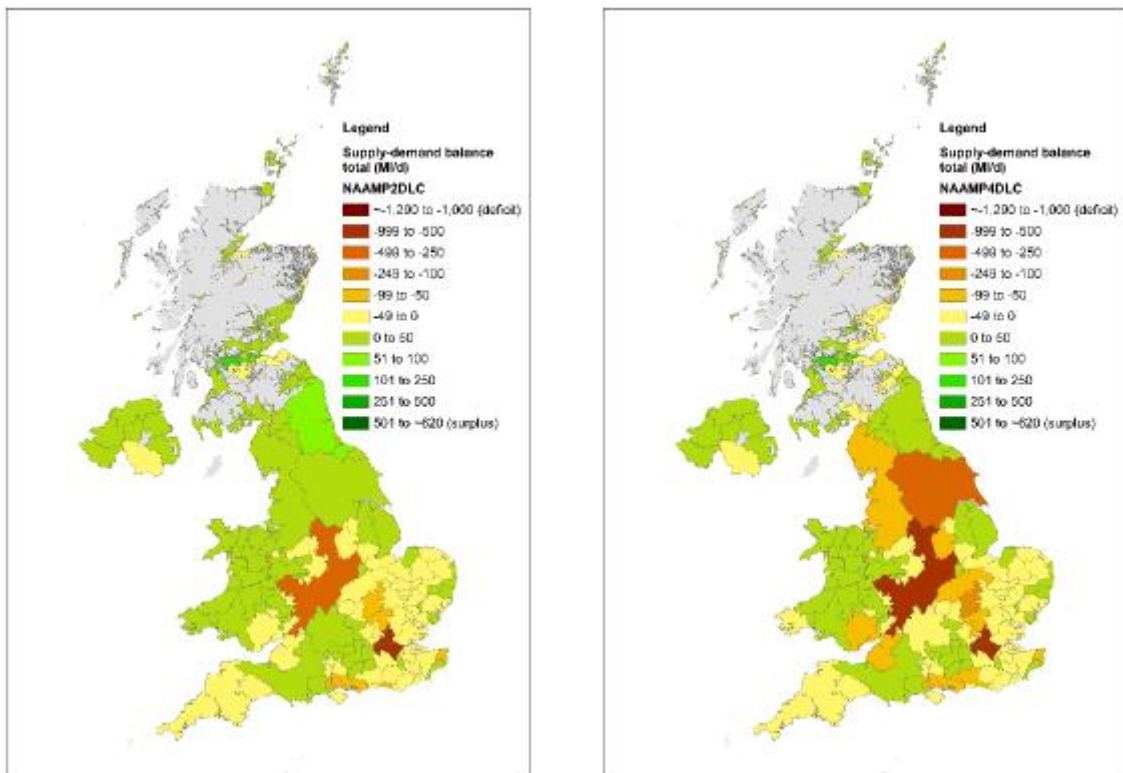 Legend
Supply-demand balance
total (Ml/d)
NAAMP2DLC
~-1,290 to -1,000 (deficit)
-999 to -500
-499 to -250
-249 to -100
-99 to -50
-49 to 0
0 to 50
51 to 100
101 to 250
251 to 500
501 to ~620 (surplus)
Legend
Supply-demand balance
total (Ml/d)
NAAMP4DLC
~-1,290 to -1,000 (deficit)
-999 to -500
-499 to -250
-249 to -100
-99 to -50
-49 to 0
0 to 50
51 to 100
101 to 250
251 to 500
501 to ~620 (surplus)